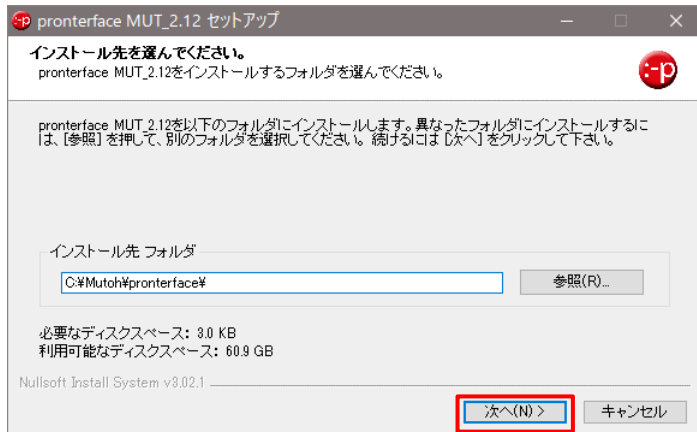 :-p pronterface MUT_2.12 セットアップ
インストール先を選んでください。
pronterface MUT_2.12をインストールするフォルダを選んでください。
:-p
pronterface MUT_2.12を以下のフォルダにインストールします。異なったフォルダにインストールするに
は、[参照] を押して、別のフォルダを選択してください。 続けるには [次へ] をクリックして下さい。
インストール先 フォルダ
C:¥Mutoh¥pronterface¥
参照(R)...
必要なディスクスペース: 3.0 KB
利用可能なディスクスペース: 60.9 GB
Nullsoft Install System v3.02.1
次へ(N) >
キャンセル